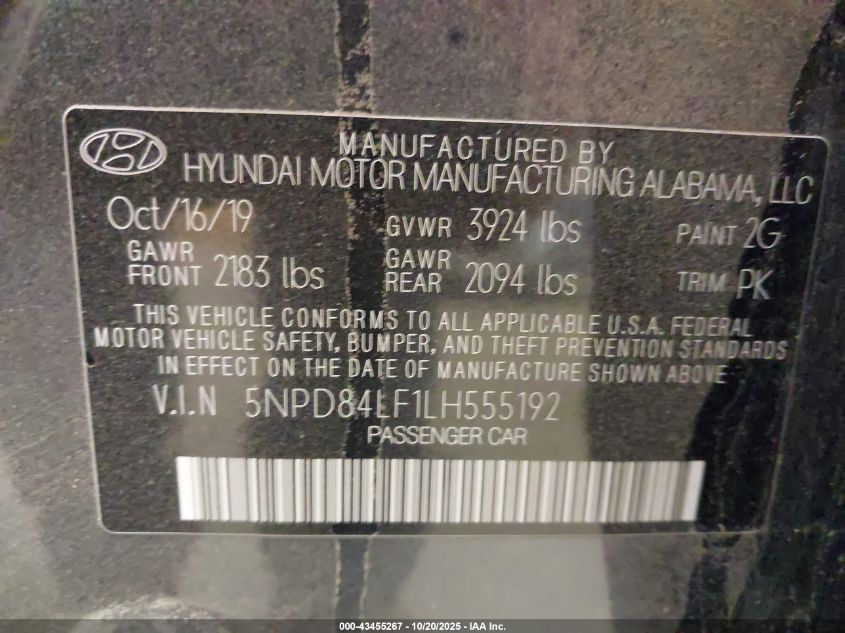 MANUFACTURED BY
HYUNDAI MOTOR MANUFACTURING ALABAMA, LLC
Oct/16/19 GVWR 3924 lbs PAINT 2G
GAWR FRONT 2183 lbs GAWR REAR 2094 lbs TRIM PK
THIS VEHICLE CONFORMS TO ALL APPLICABLE U.S.A. FEDERAL
MOTOR VEHICLE SAFETY, BUMPER, AND THEFT PREVENTION STANDARDS
IN EFFECT ON THE DATE OF MANUFACTURE SHOWN ABOVE
V.I.N 5NPD84LF1LH555192
PASSENGER CAR
000-43455267 - 10/20/2025 - IAA Inc.